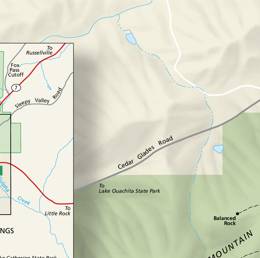 To
Russellville
Fox
Pass
Cutoff
7
Sleepy Valley Road
To
Little Rock
Creek
NGS
Cedar Glades Road
To
Lake Ouachita State Park
Balanced
Rock
MOUNTAIN